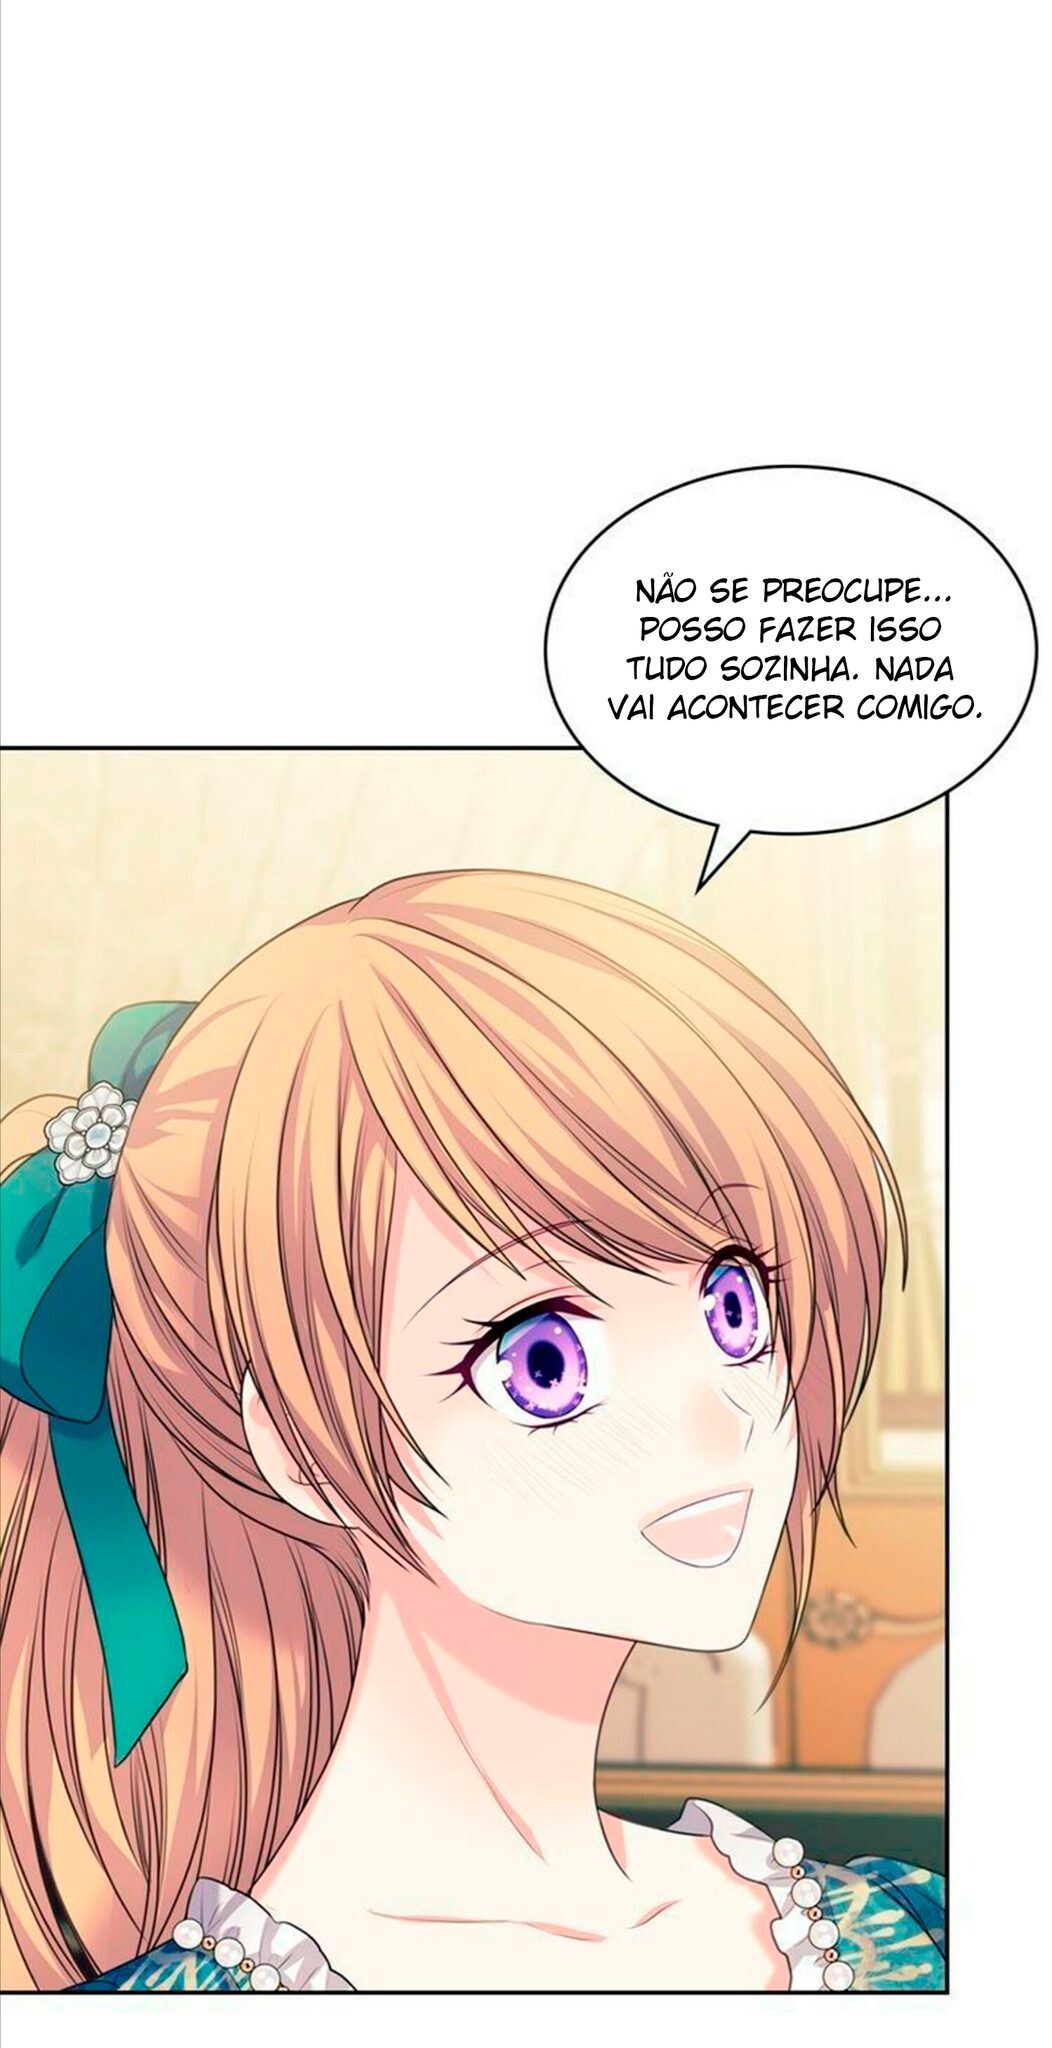 NÃO SE PREOCUPE...
POSSO FAZER ISSO
TUDO SOZINHA. NADA
VAI ACONTECER COMIGO.